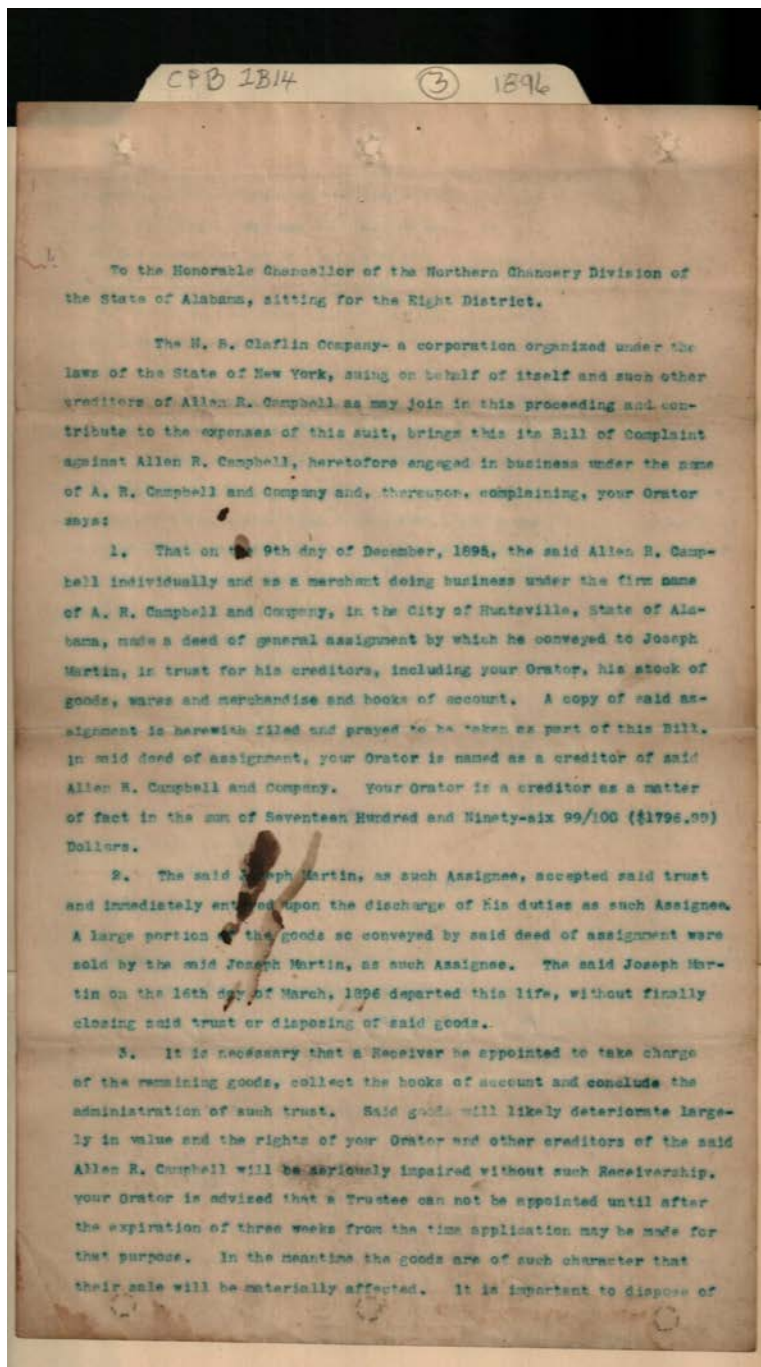 CPB 1B14 3 1896
To the Honorable Chancellor of the Northern Chancery Division of
the State of Alabama, sitting for the Eight District.
The H. B. Claflin Company- a corporation organized under the
laws of the State of New York, suing on behalf of itself and such other
creditors of Allen R. Campbell as may join in this proceeding and con-
tribute to the expenses of this suit, brings this its Bill of Complaint
against Allen R. Campbell, heretofore engaged in business under the name
of A. R. Campbell and Company and, thereupon, complaining, your Orator
says:
1. That on the 9th day of December, 1895, the said Allen R. Camp-
bell individually and as a merchant doing business under the firm name
of A. R. Campbell and Company, in the City of Huntsville, State of Ala-
bama, made a deed of general assignment by which he conveyed to Joseph
Martin, in trust for his creditors, including your Orator, his stock of
goods, wares and merchandise and books of account. A copy of said as-
signment is herewith filed and prayed to be taken as part of this Bill.
in said deed of assignment, your Orator is named as a creditor of said
Allen R. Campbell and Company. Your Orator is a creditor as a matter
of fact in the sum of Seventeen Hundred and Ninety-six 99/100 ($1796.99)
Dollars.
2. The said Joseph Martin, as such Assignee, accepted said trust
and immediately entered upon the discharge of his duties as such Assignee.
A large portion of the goods so conveyed by said deed of assignment were
sold by the said Joseph Martin, as such Assignee. The said Joseph Mar-
tin on the 16th day of March, 1896 departed this life, without finally
closing said trust or disposing of said goods.
3. It is necessary that a Receiver be appointed to take charge
of the remaining goods, collect the books of account and conclude the
administration of such trust. Said goods will likely deteriorate large-
ly in value and the rights of your Orator and other creditors of the said
Allen R. Campbell will be seriously impaired without such Receivership.
your Orator is advized that a Trustee can not be appointed until after
the expiration of three weeks from the time application may be made for
that purpose. In the meantime the goods are of such character that
their sale will be materially affected. It is important to dispose of